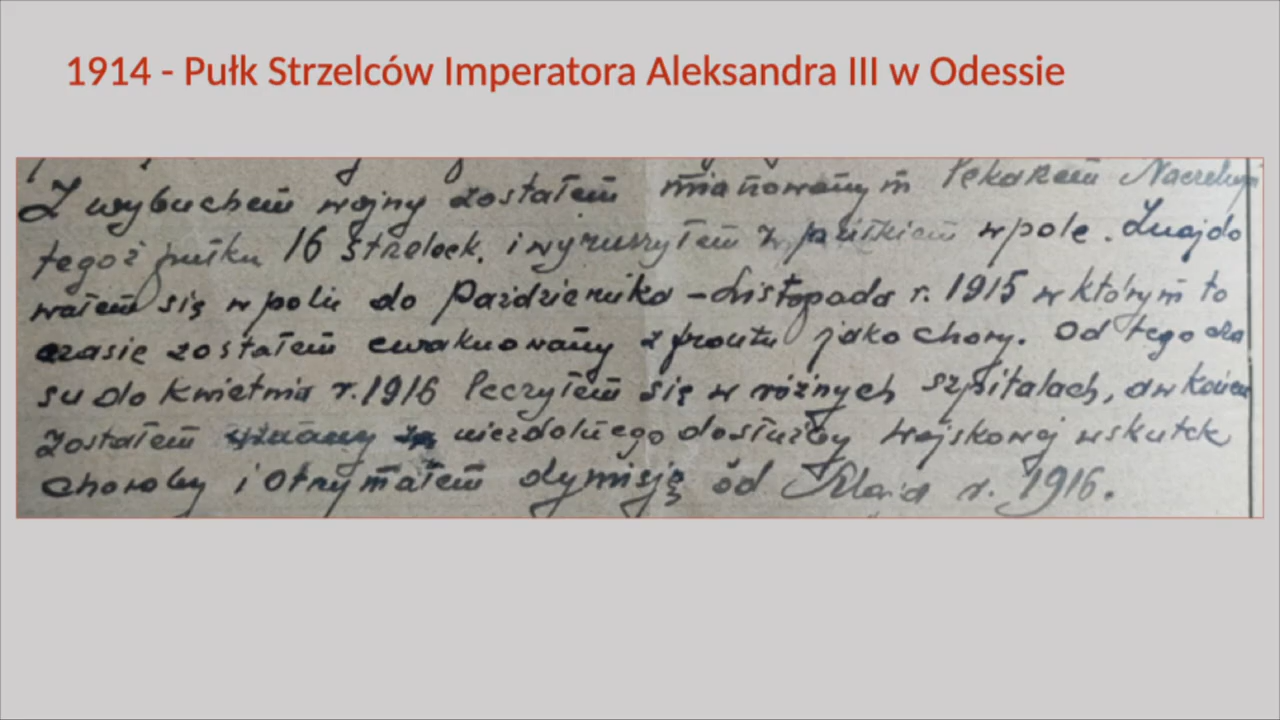 1914 - Pułk Strzelców Imperatora Aleksandra III w Odessie
Z wybuchem wojny zostałem mianowanym lekarzem Naczelnym
tegoż pułku 16 Strzeleck. i wyruszyłem z pułkiem w pole. Znajdo
wałem się w polu do Października – Listopada r. 1915 w którym to
czasie zostałem ewakuowany z frontu jako chory. Od tego cza
su do Kwietnia r. 1916 leczyłem się w różnych szpitalach, a w końcu
zostałem uznany za niezdolnego do służby wojskowej wskutek
choroby i otrzymałem dymisję od r. 1916.